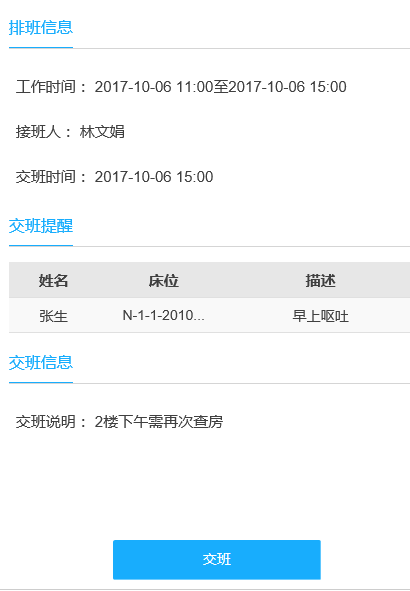 排班信息
工作时间： 2017-10-06 11:00至2017-10-06 15:00
接班人： 林文娟
交班时间： 2017-10-06 15:00
交班提醒
姓名 床位 描述
张生 N-1-1-2010... 早上呕吐
交班信息
交班说明： 2楼下午需再次查房
交班